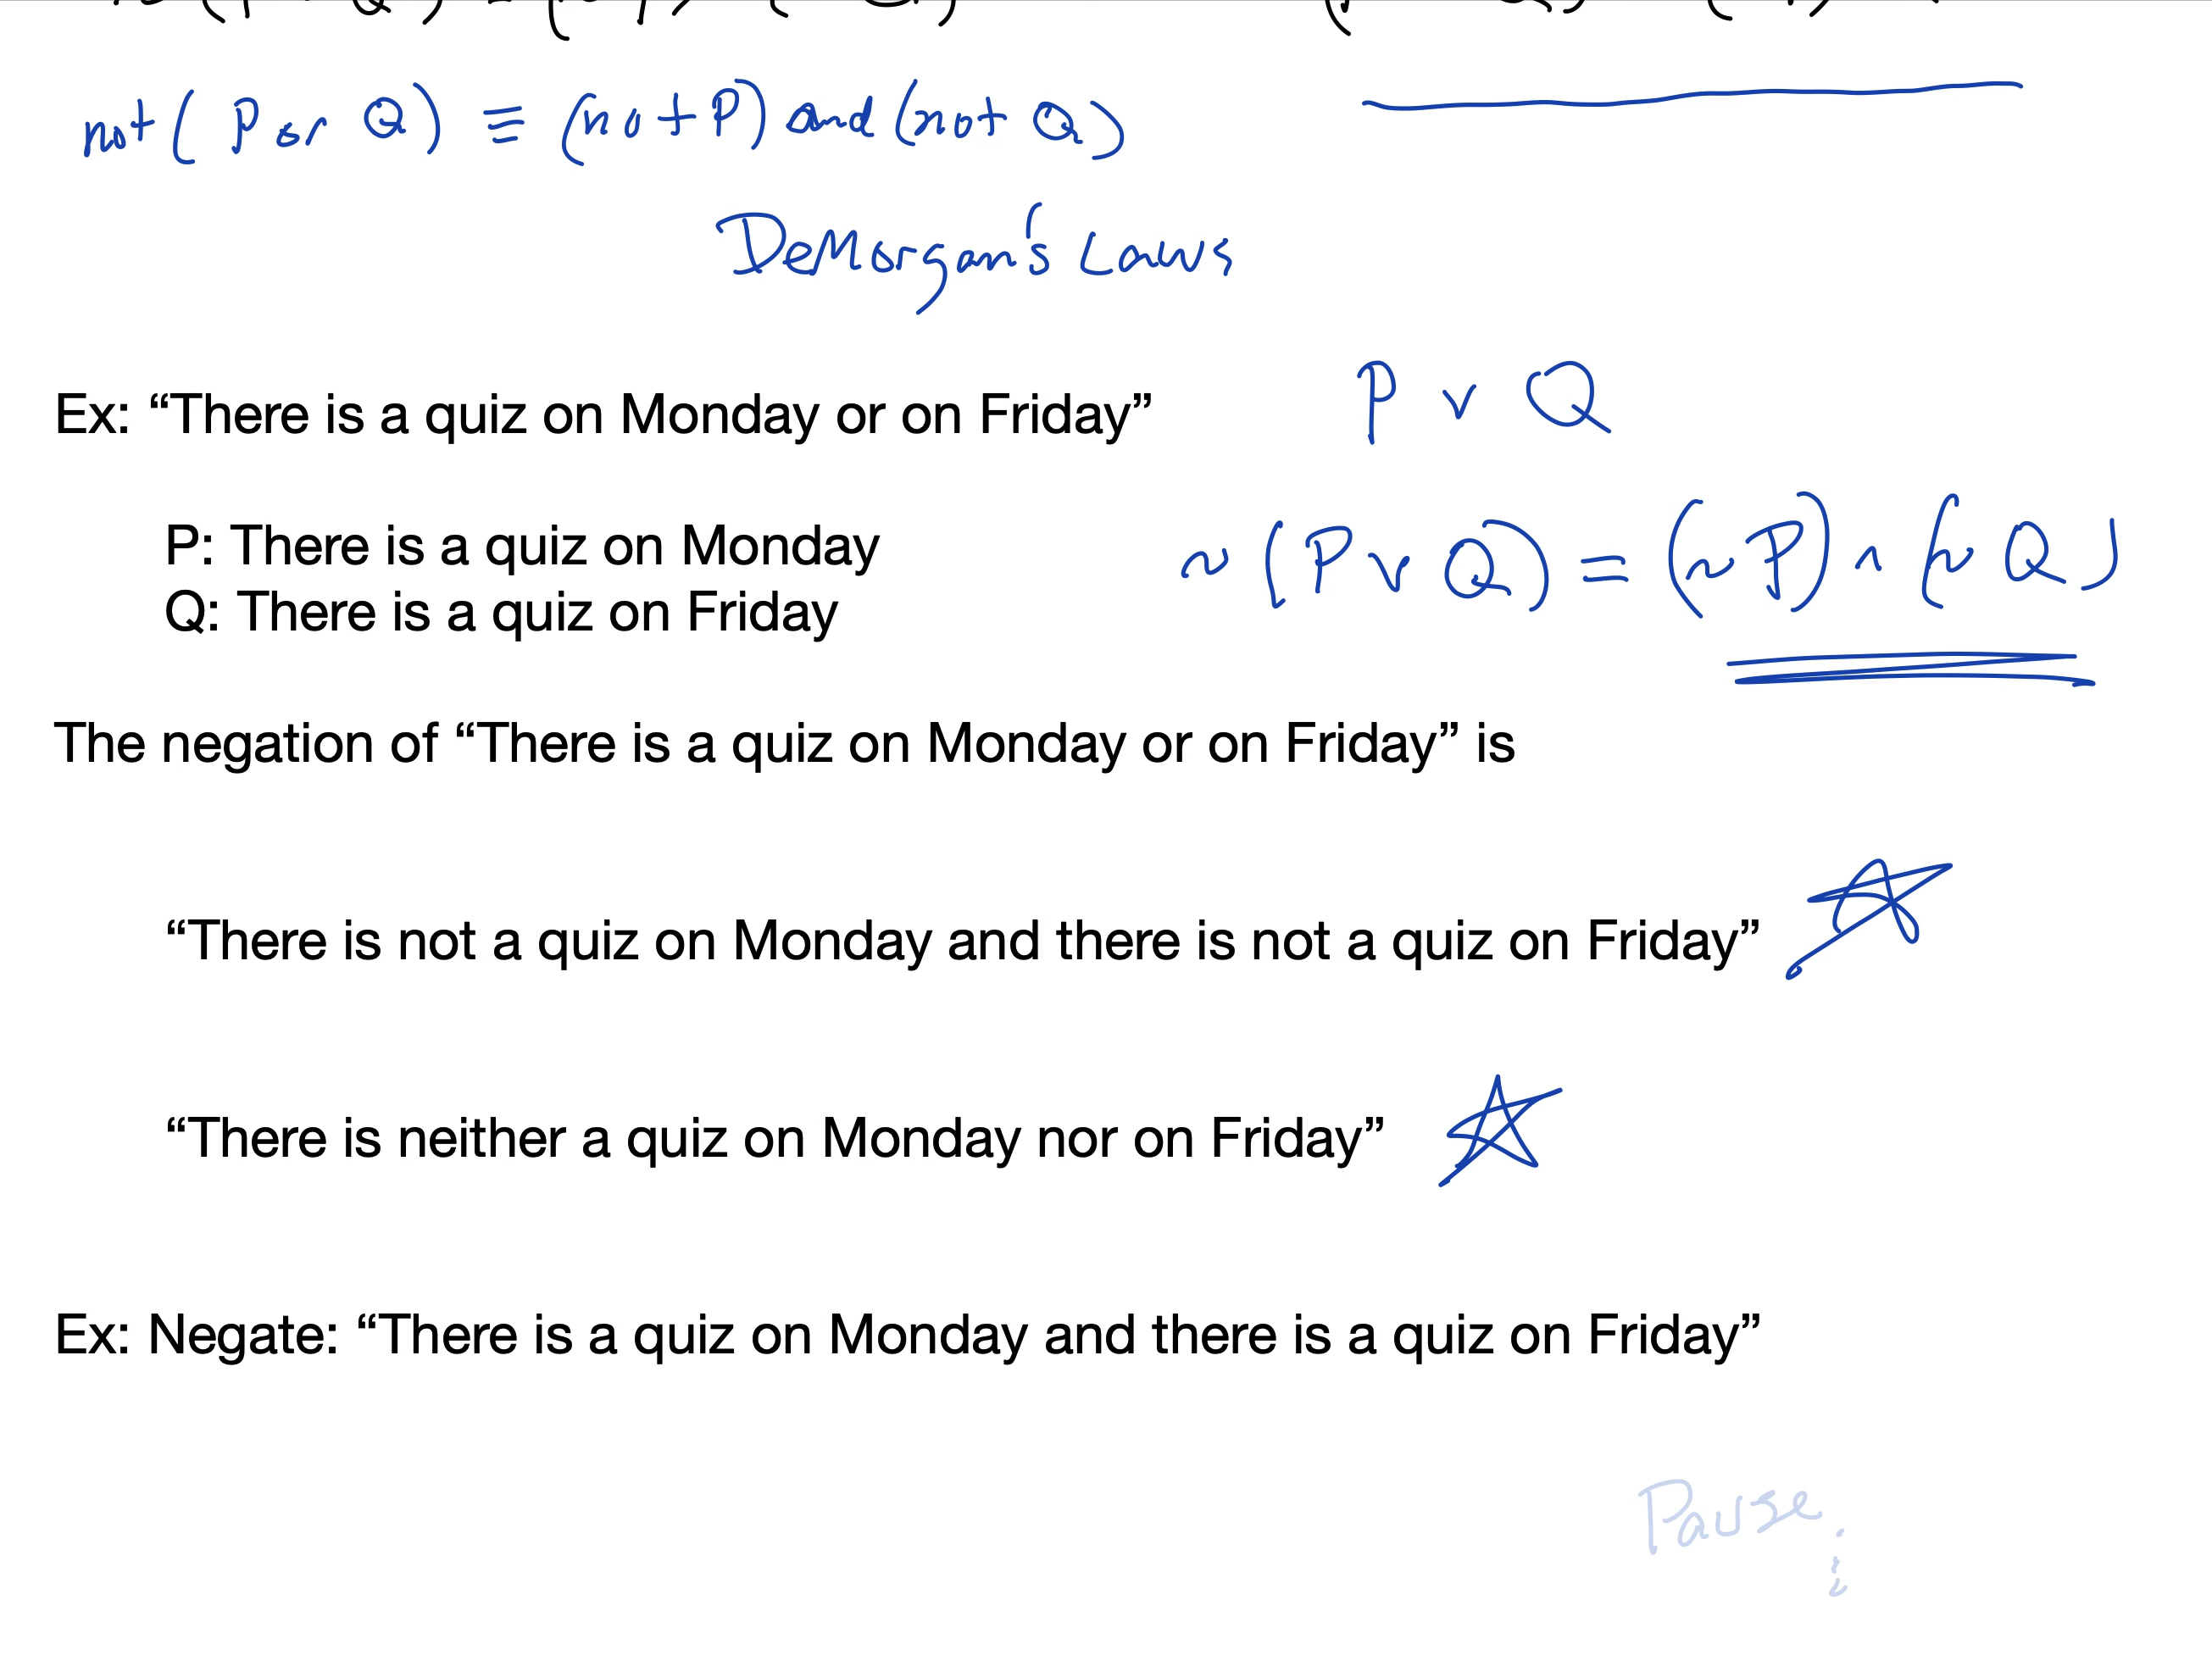 not ( P or Q ) ≡ (not P) and (not Q)
DeMorgan's Laws
Ex: “There is a quiz on Monday or on Friday”
P ∨ Q
P: There is a quiz on Monday
Q: There is a quiz on Friday
~ (P ∨ Q) = (~ P) ∧ (~ Q)
The negation of “There is a quiz on Monday or on Friday” is
“There is not a quiz on Monday and there is not a quiz on Friday”
“There is neither a quiz on Monday nor on Friday”
Ex: Negate: “There is a quiz on Monday and there is a quiz on Friday”
Pause